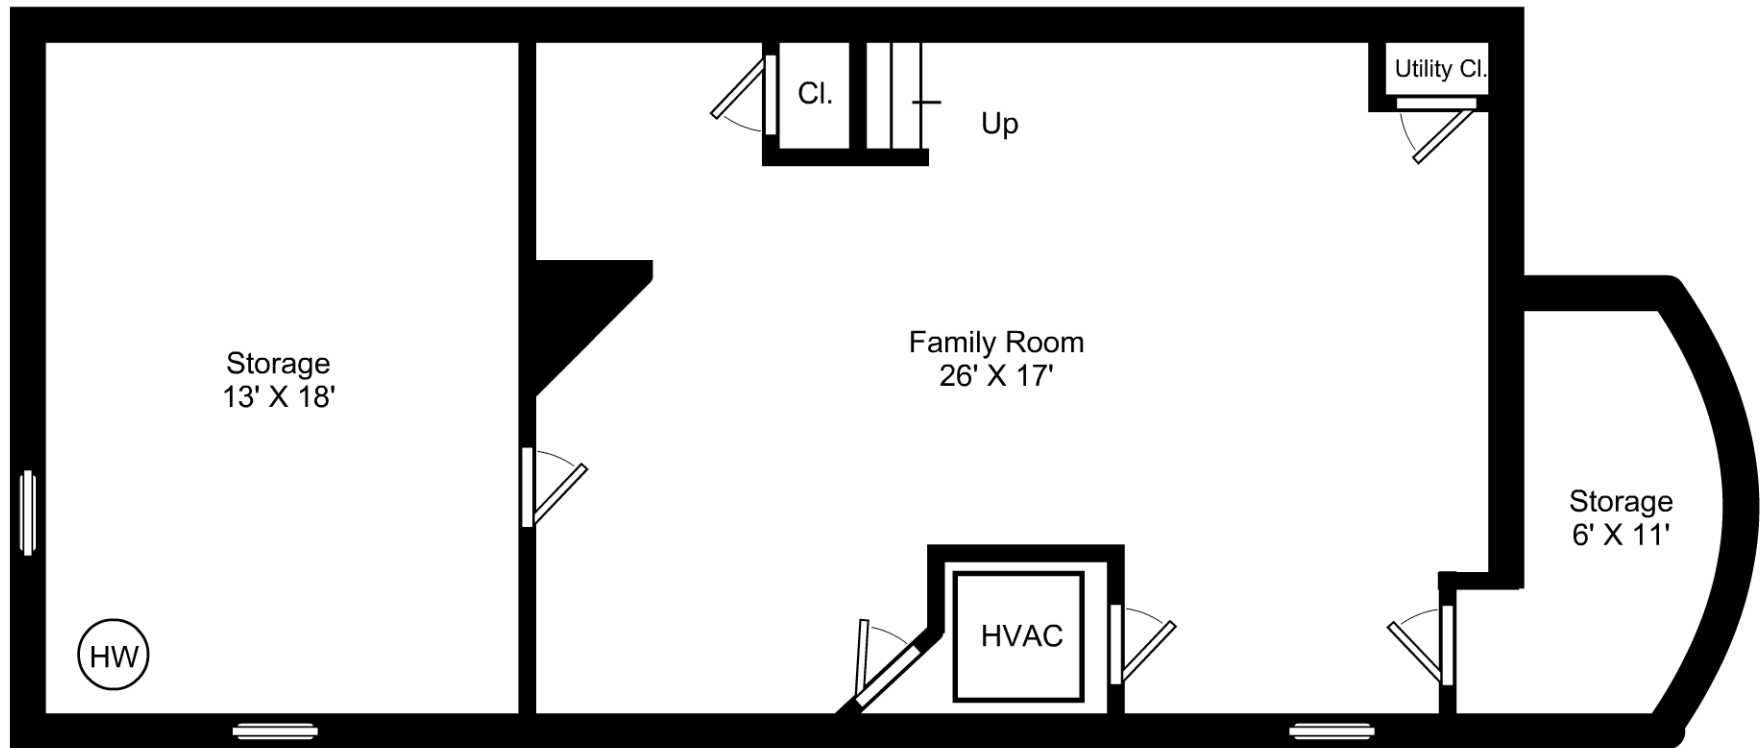 Cl.
Utility Cl.
Up
Family Room
26' X 17'
Storage
13' X 18'
Storage
6' X 11'
HVAC
HW